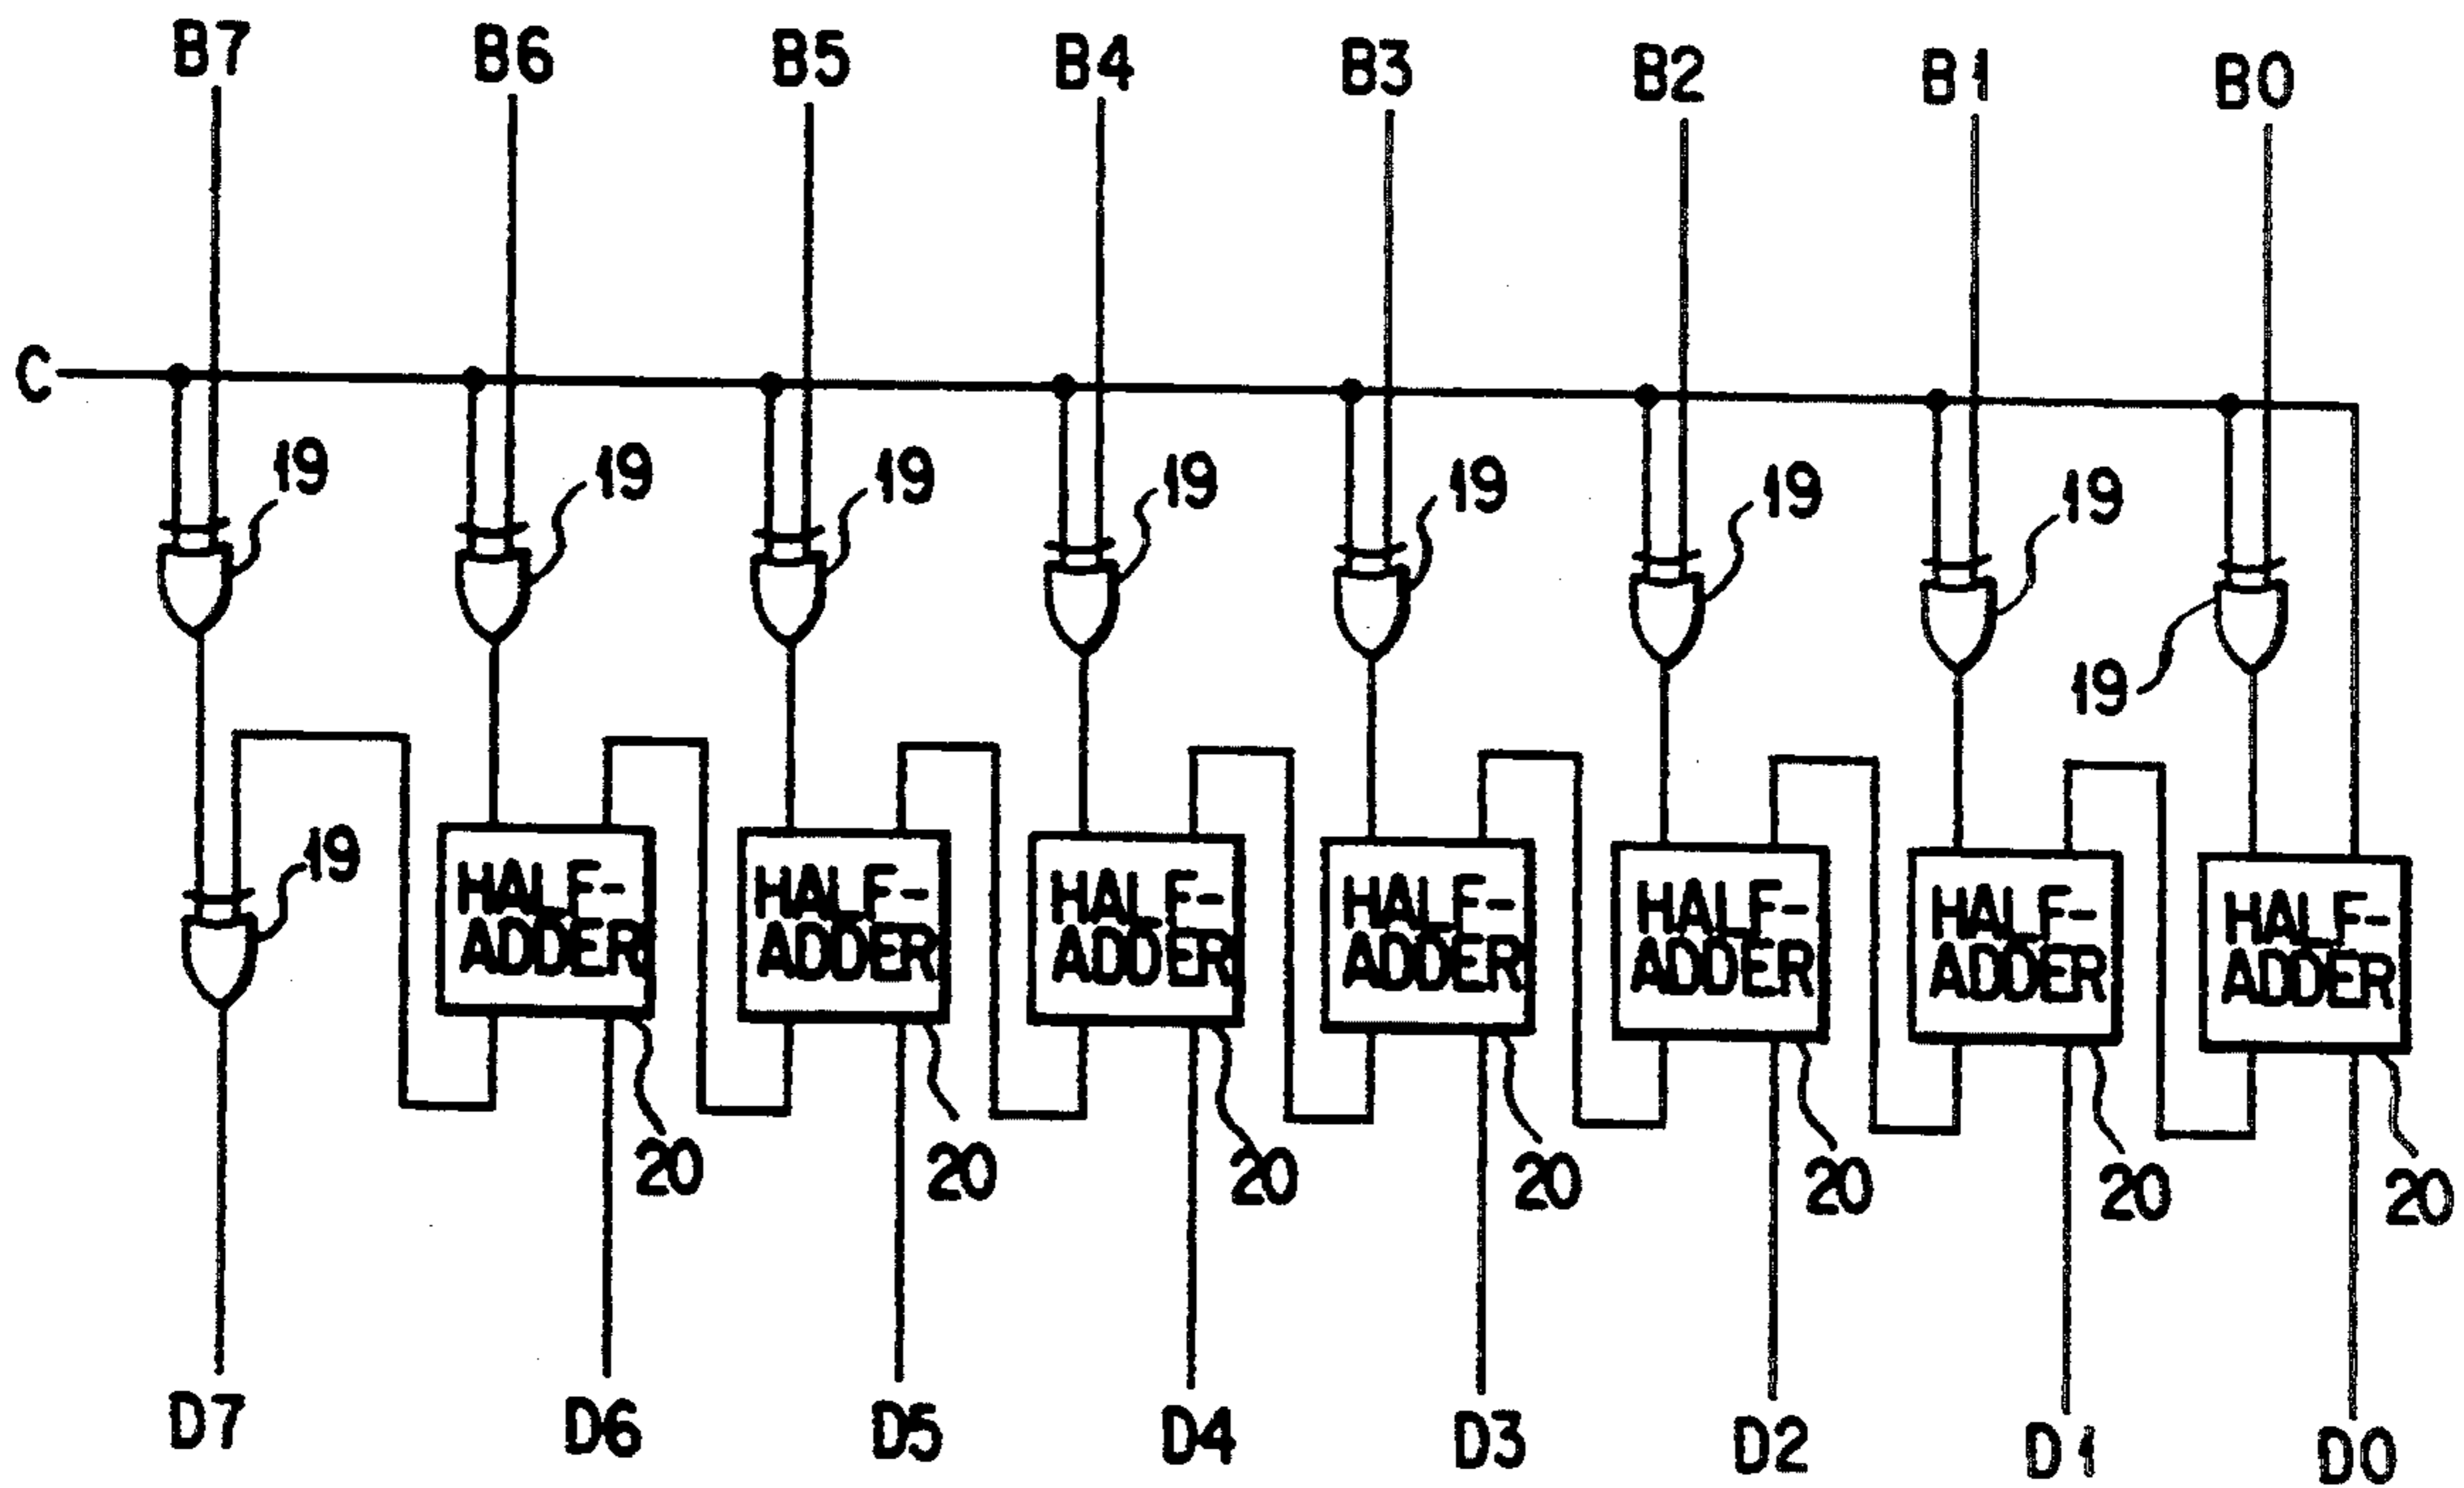 B7 B6 B5 B4 B3 B2 B1 B0
C
19 19 19 19 19 19 19 19
19
HALF-
ADDER
HALF-
ADDER
HALF-
ADDER
HALF-
ADDER
HALF-
ADDER
HALF-
ADDER
HALF-
ADDER
20 20 20 20 20 20 20
D7 D6 D5 D4 D3 D2 D1 D0